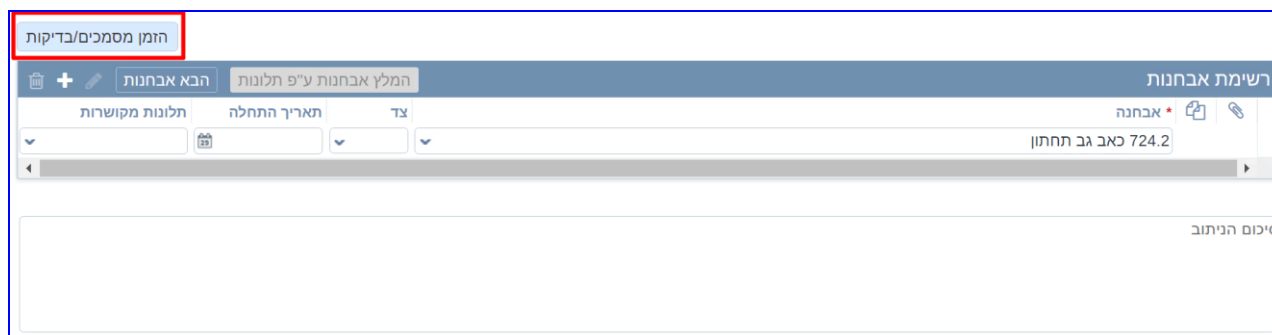 הזמן מסמכים/בדיקות
רשימת אבחנות המלץ אבחנות ע"פ תלונות הבא אבחנות
* אבחנה צד תאריך התחלה תלונות מקושרות
724.2 כאב גב תחתון
סיכום הניתוב